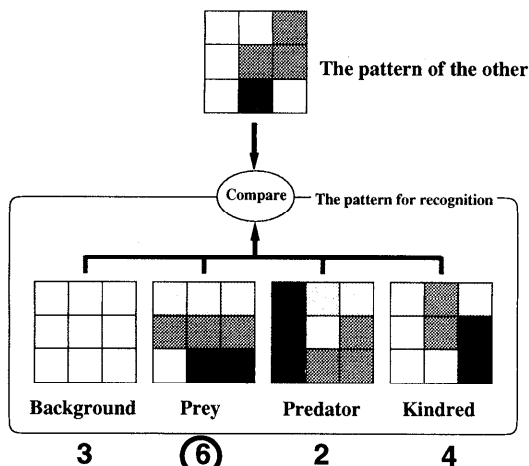 The pattern of the other
Compare
The pattern for recognition
Background Prey Predator Kindred
3 6 2 4